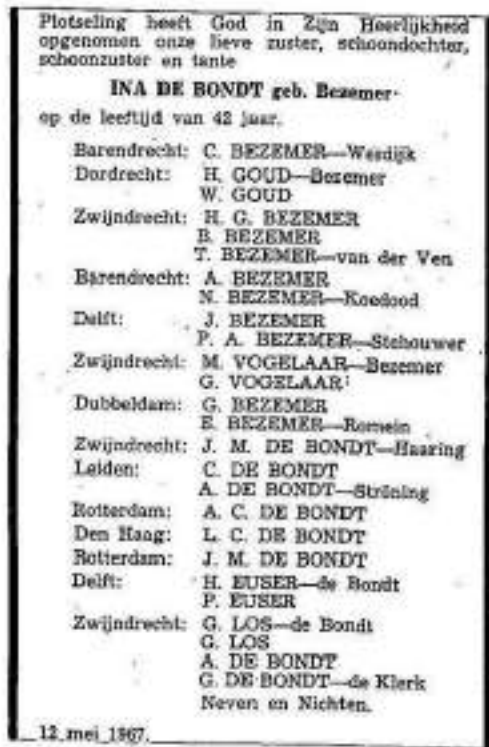 Plotseling heeft God in Zijn Heerlijkheid
opgenomen onze lieve zuster, schoondochter,
schoonzuster en tante
INA DE BONDT geb. Bezemer
op de leeftijd van 42 jaar.
Barendrecht: C. BEZEMER—Werdijk
Dordrecht: H. GOUD—Bezemer
W. GOUD
Zwijndrecht: H. G. BEZEMER
B. BEZEMER
T. BEZEMER—van der Ven
Barendrecht: A. BEZEMER
N. BEZEMER—Koedood
Delft: J. BEZEMER
P. A. BEZEMER—Stehouwer
Zwijndrecht: M. VOGELAAR—Bezemer
G. VOGELAAR
Dubbeldam: G. BEZEMER
E. BEZEMER—Romein
Zwijndrecht: J. M. DE BONDT—Haaring
Leiden: C. DE BONDT
A. DE BONDT—Strüning
Rotterdam: A. C. DE BONDT
Den Haag: L. C. DE BONDT
Rotterdam: J. M. DE BONDT
Delft: H. EUSER—de Bondt
P. EUSER
Zwijndrecht: G. LOS—de Bondt
G. LOS
A. DE BONDT
G. DE BONDT—de Klerk
Neven en Nichten.
12 mei 1967.